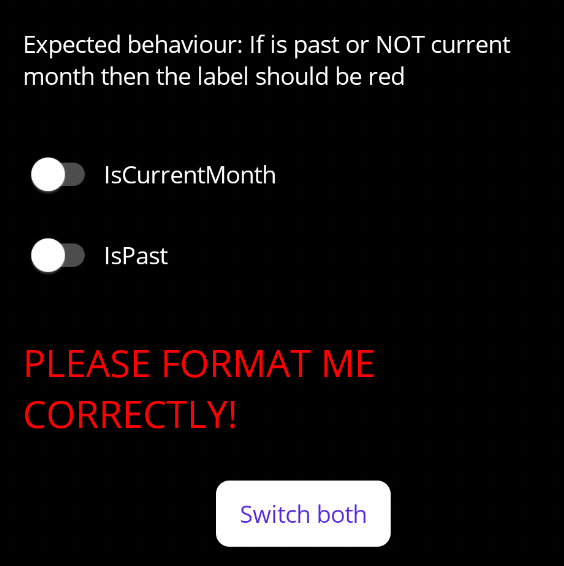 Expected behaviour: If is past or NOT current
month then the label should be red
IsCurrentMonth
IsPast
PLEASE FORMAT ME
CORRECTLY!
Switch both